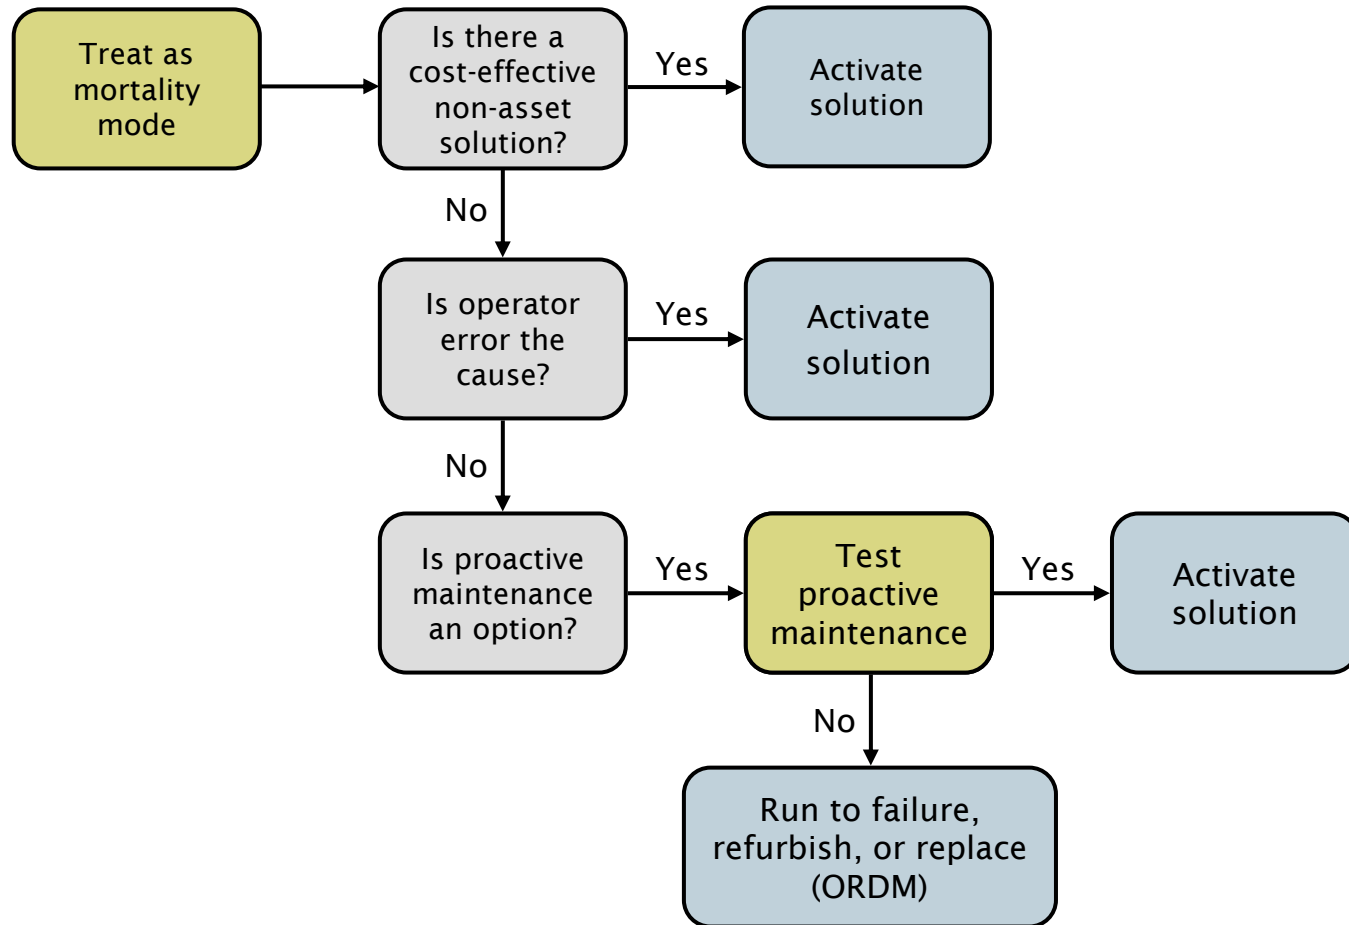 Treat as
mortality
mode
Is there a
cost-effective
non-asset
solution?
Yes
Activate
solution
No
Is operator
error the
cause?
Yes
Activate
solution
No
Is proactive
maintenance
an option?
Yes
Test
proactive
maintenance
Yes
Activate
solution
No
Run to failure,
refurbish, or replace
(ORDM)